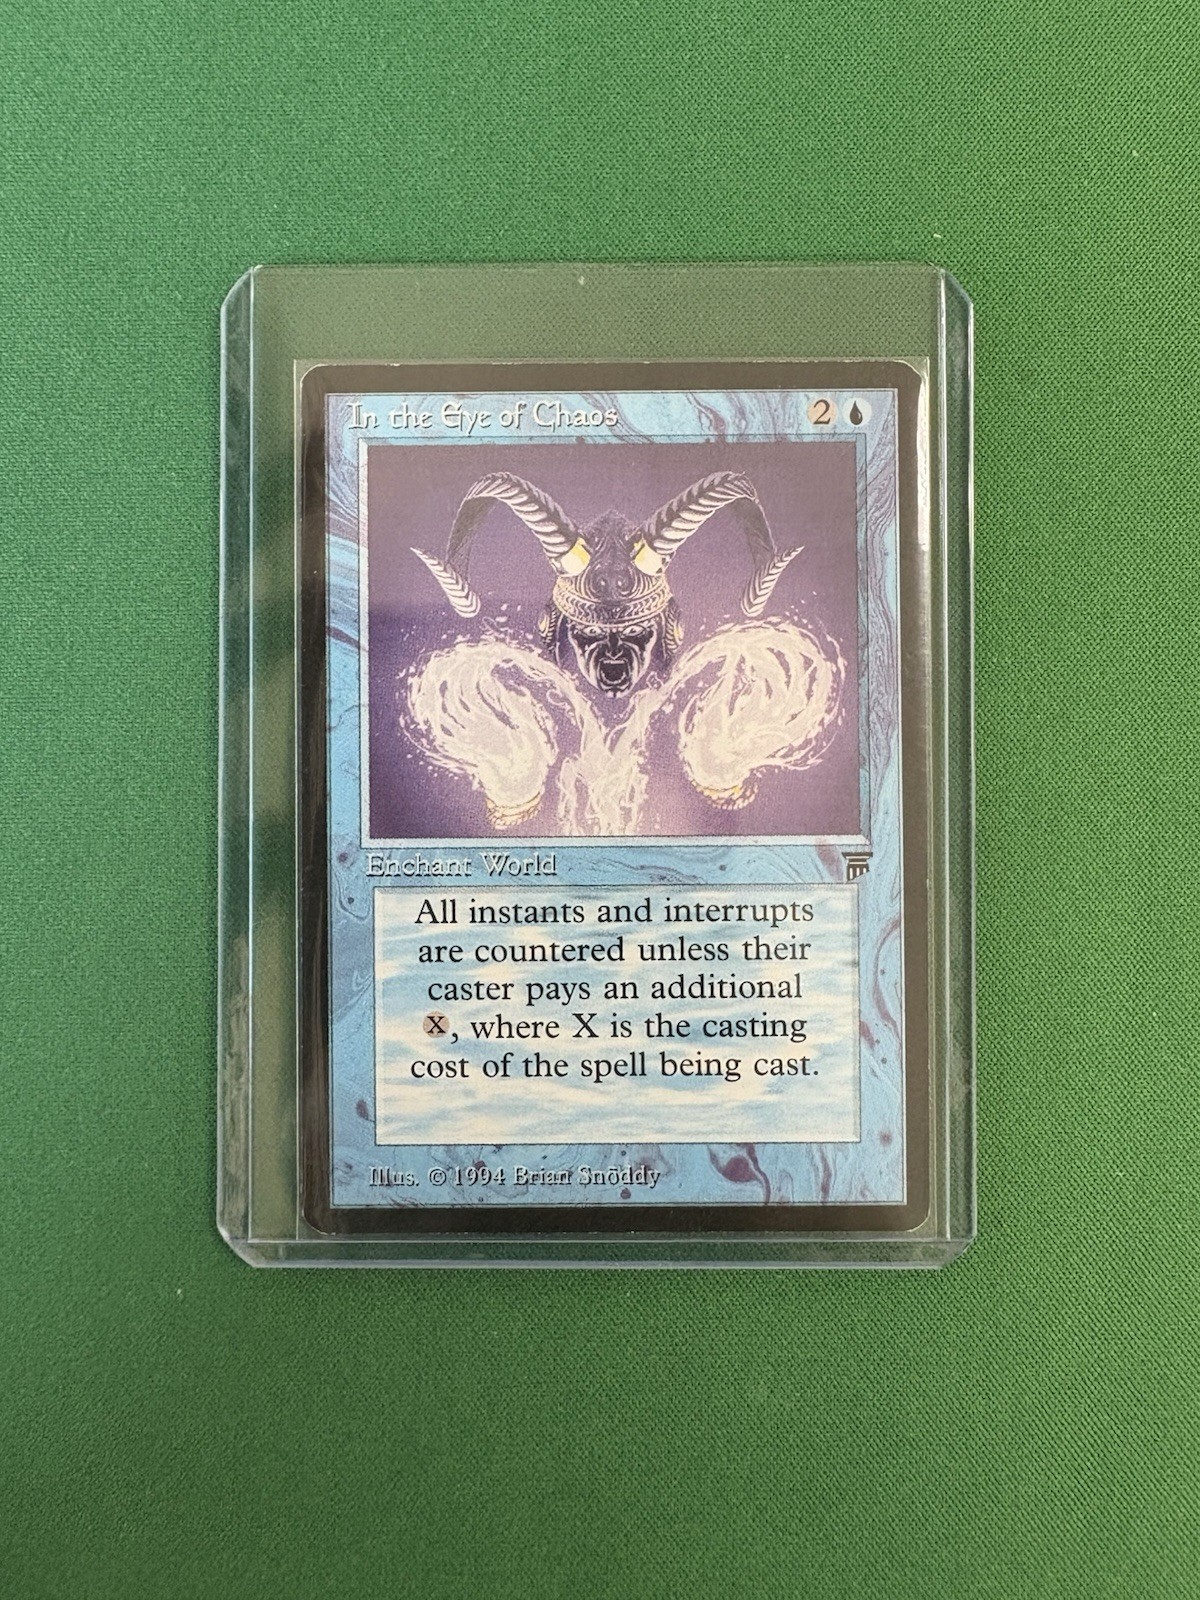 In the Eye of Chaos 2
Enchant World
All instants and interrupts
are countered unless their
caster pays an additional
X, where X is the casting
cost of the spell being cast.
Illus. © 1994 Brian Snōddy